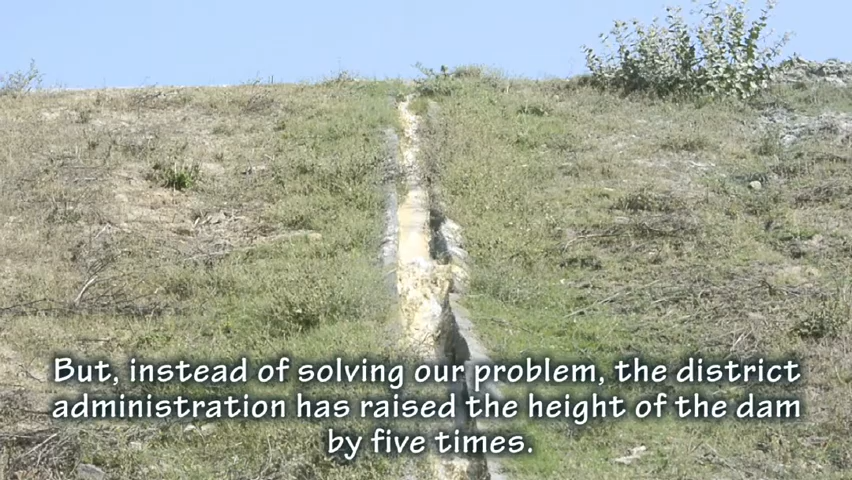 But, instead of solving our problem, the district
administration has raised the height of the dam
by five times.